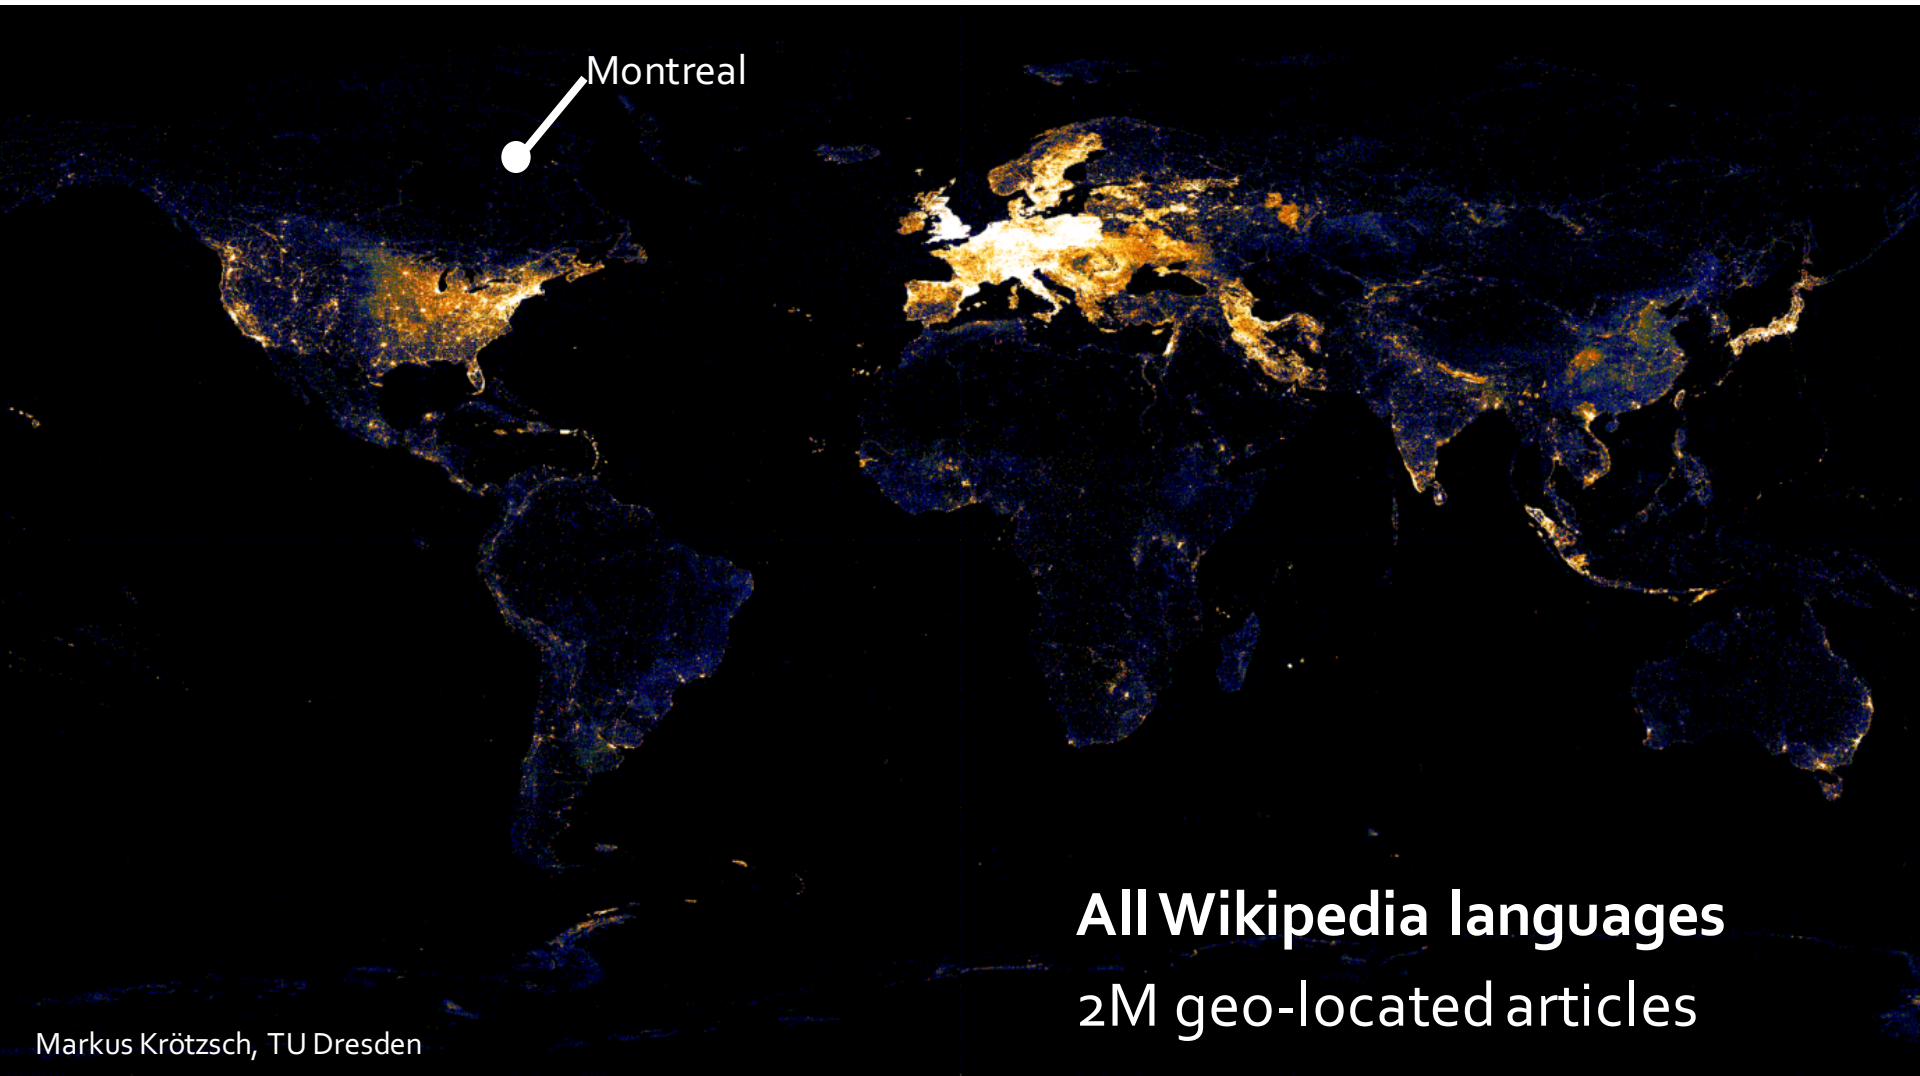 Montreal
All Wikipedia languages
2M geo-located articles
Markus Krötzsch, TU Dresden